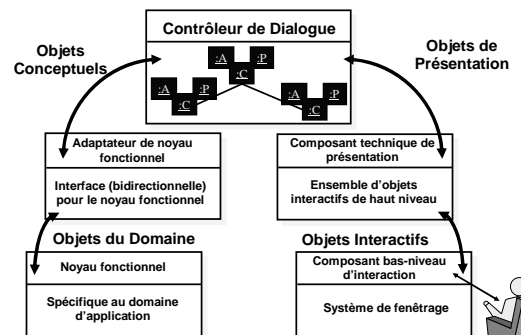 Contrôleur de Dialogue
Objets
Conceptuels
Objets de
Présentation
:A :P
:C
:A :P
:C
:A :P
:C
Adaptateur de noyau
fonctionnel
Interface (bidirectionnelle)
pour le noyau fonctionnel
Composant technique de
présentation
Ensemble d'objets
interactifs de haut niveau
Objets du Domaine
Objets Interactifs
Noyau fonctionnel
Spécifique au domaine
d'application
Composant bas-niveau
d'interaction
Système de fenêtrage